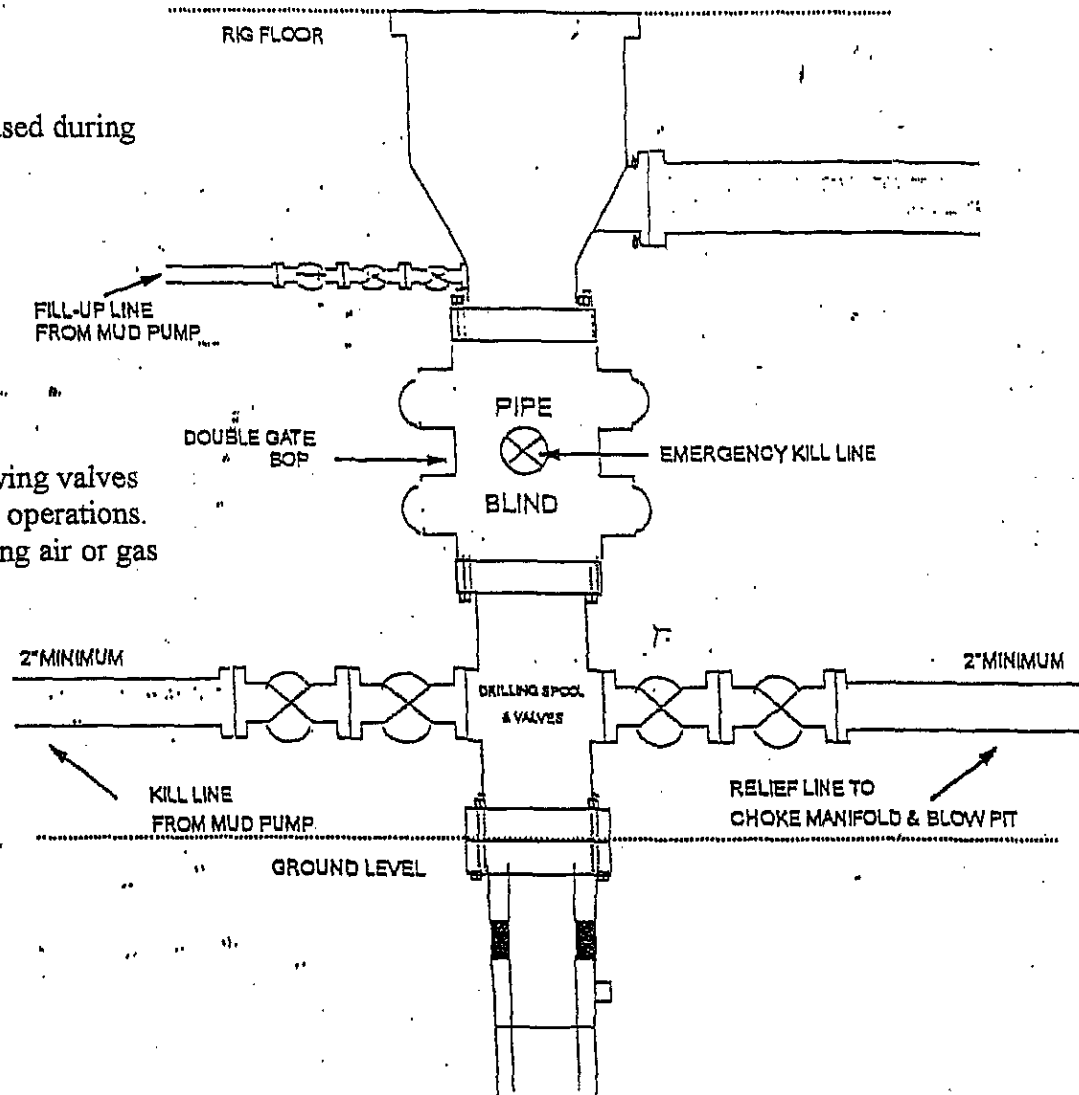 RIG FLOOR
used during
FILL-UP LINE
FROM MUD PUMP
PIPE
DOUBLE GATE
BOP
EMERGENCY KILL LINE
BLIND
ving valves
operations.
ng air or gas
2" MINIMUM
2" MINIMUM
DRILLING SPOOL
& VALVES
KILL LINE
FROM MUD PUMP
RELIEF LINE TO
CHOKE MANIFOLD & BLOW PIT
GROUND LEVEL